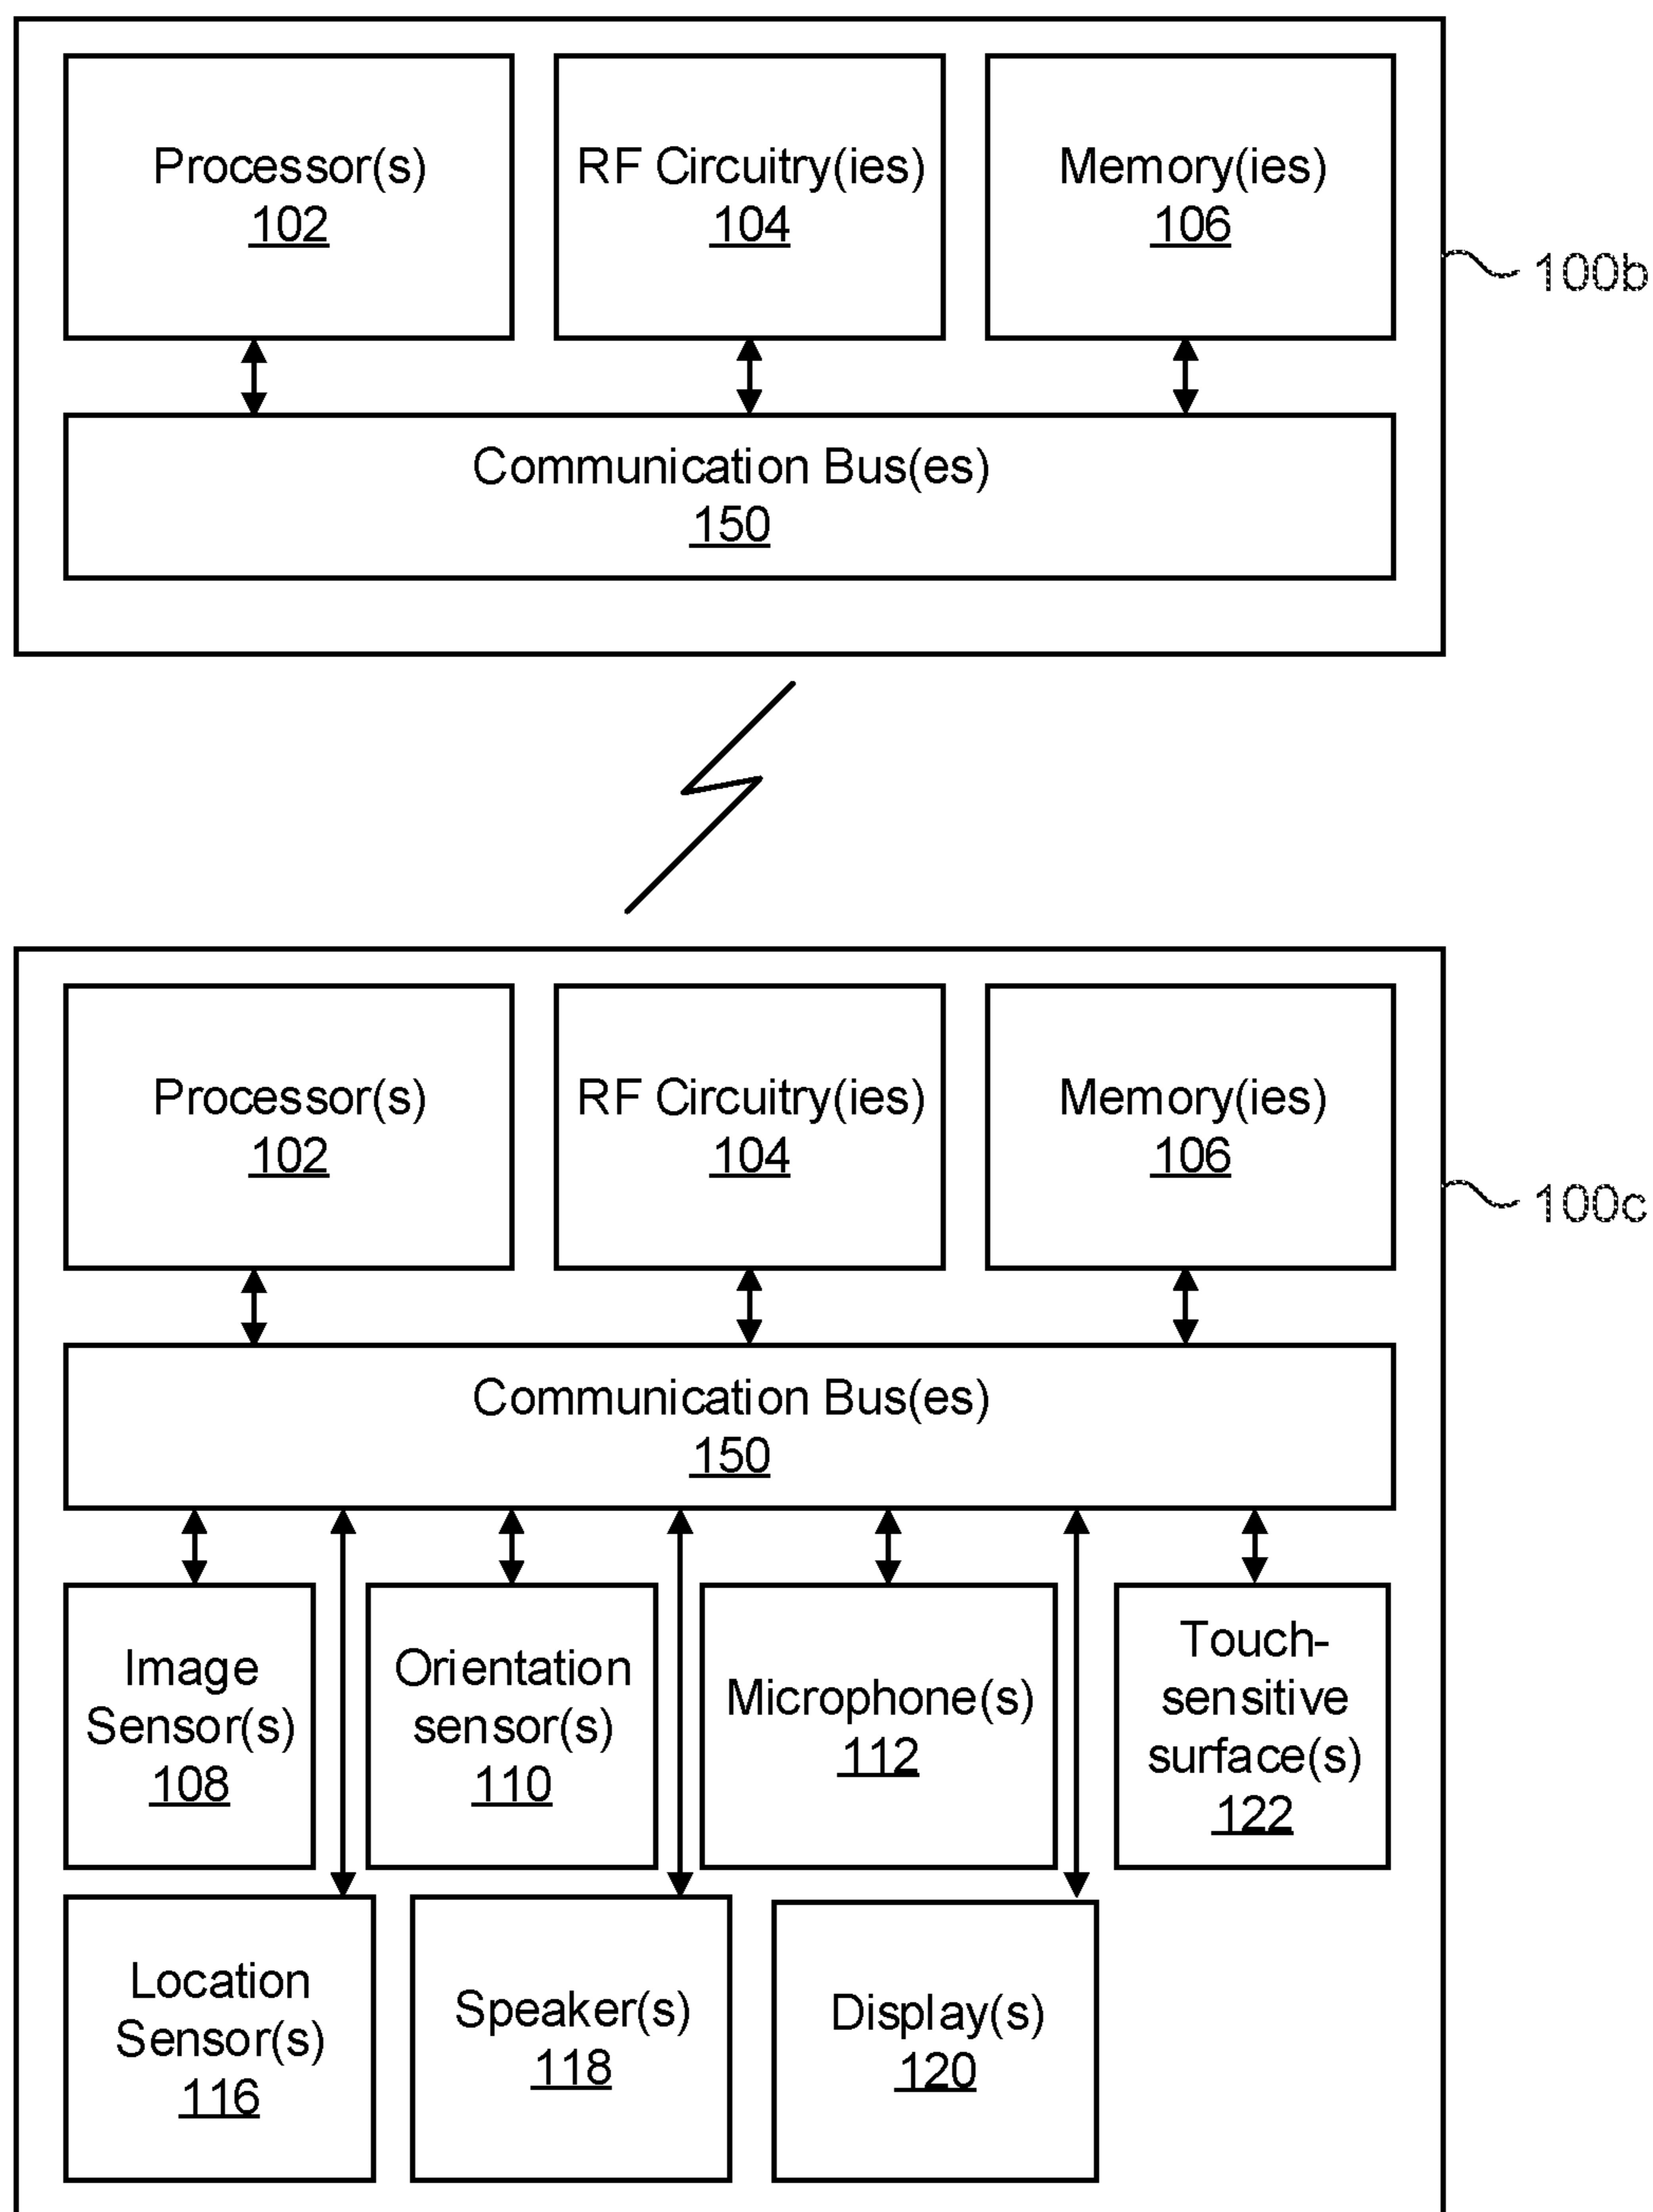 Processor(s)
102
RF Circuitry(ies)
104
Memory(ies)
106
100b
Communication Bus(es)
150
Processor(s)
102
RF Circuitry(ies)
104
Memory(ies)
106
100c
Communication Bus(es)
150
Image
Sensor(s)
108
Orientation
sensor(s)
110
Microphone(s)
112
Touch-
sensitive
surface(s)
122
Location
Sensor(s)
116
Speaker(s)
118
Display(s)
120